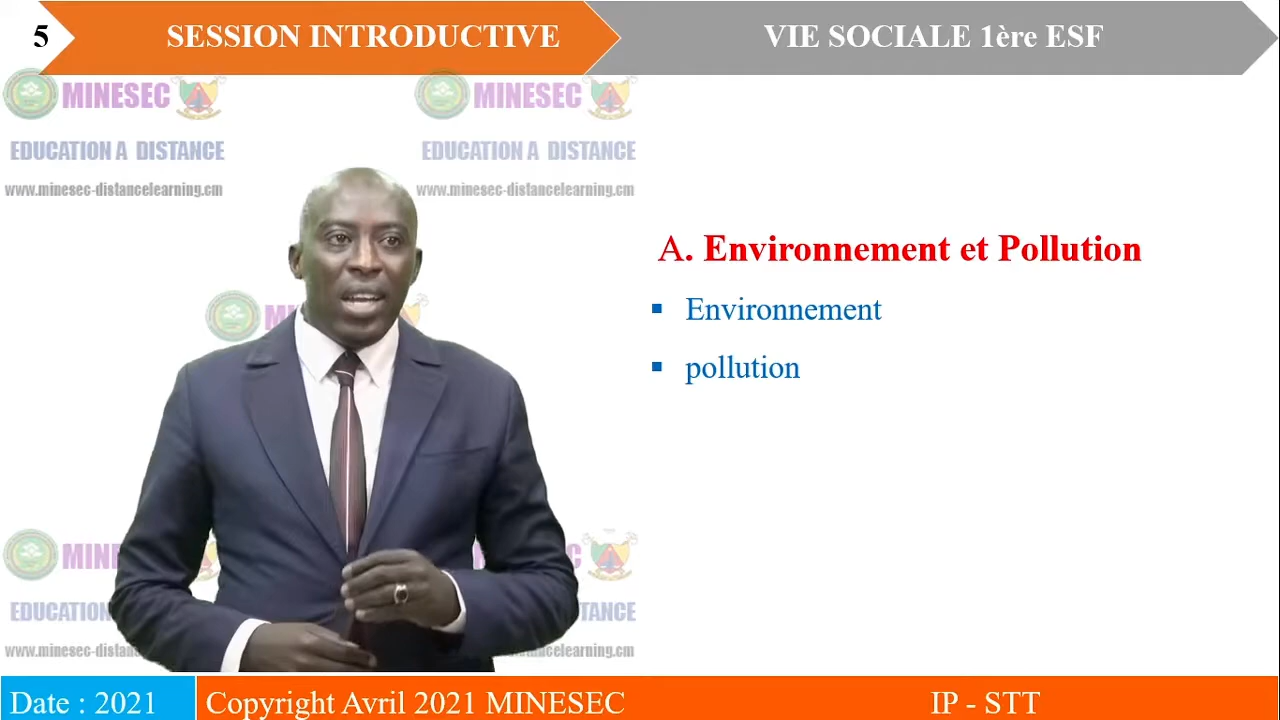 5
SESSION INTRODUCTIVE
VIE SOCIALE 1ère ESF
MINESEC
EDUCATION A DISTANCE
www.minesec-distancelearning.cm
MINESEC
EDUCATION A DISTANCE
www.minesec-distancelearning.cm
A. Environnement et Pollution
▪ Environnement
▪ pollution
Date : 2021
Copyright Avril 2021 MINESEC
IP - STT